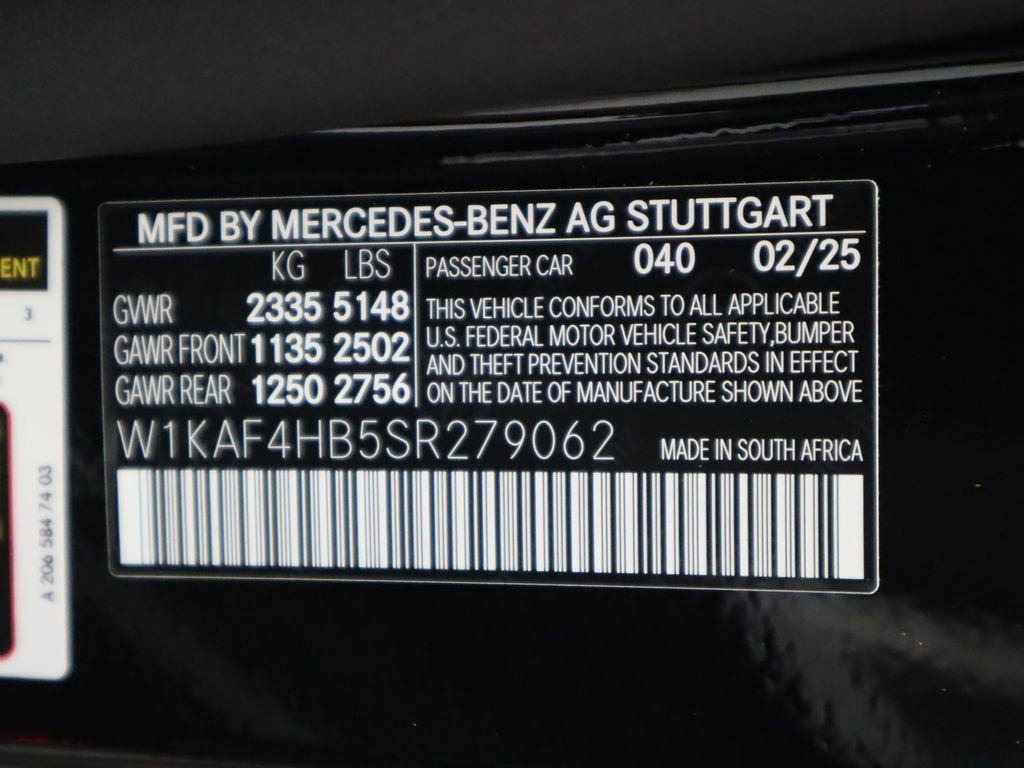 MFD BY MERCEDES-BENZ AG STUTTGART
KG LBS
GVWR 2335 5148
GAWR FRONT 1135 2502
GAWR REAR 1250 2756
PASSENGER CAR 040 02/25
THIS VEHICLE CONFORMS TO ALL APPLICABLE
U.S. FEDERAL MOTOR VEHICLE SAFETY,BUMPER
AND THEFT PREVENTION STANDARDS IN EFFECT
ON THE DATE OF MANUFACTURE SHOWN ABOVE
W1KAF4HB5SR279062 MADE IN SOUTH AFRICA
ENT
3
A 206 584 74 03